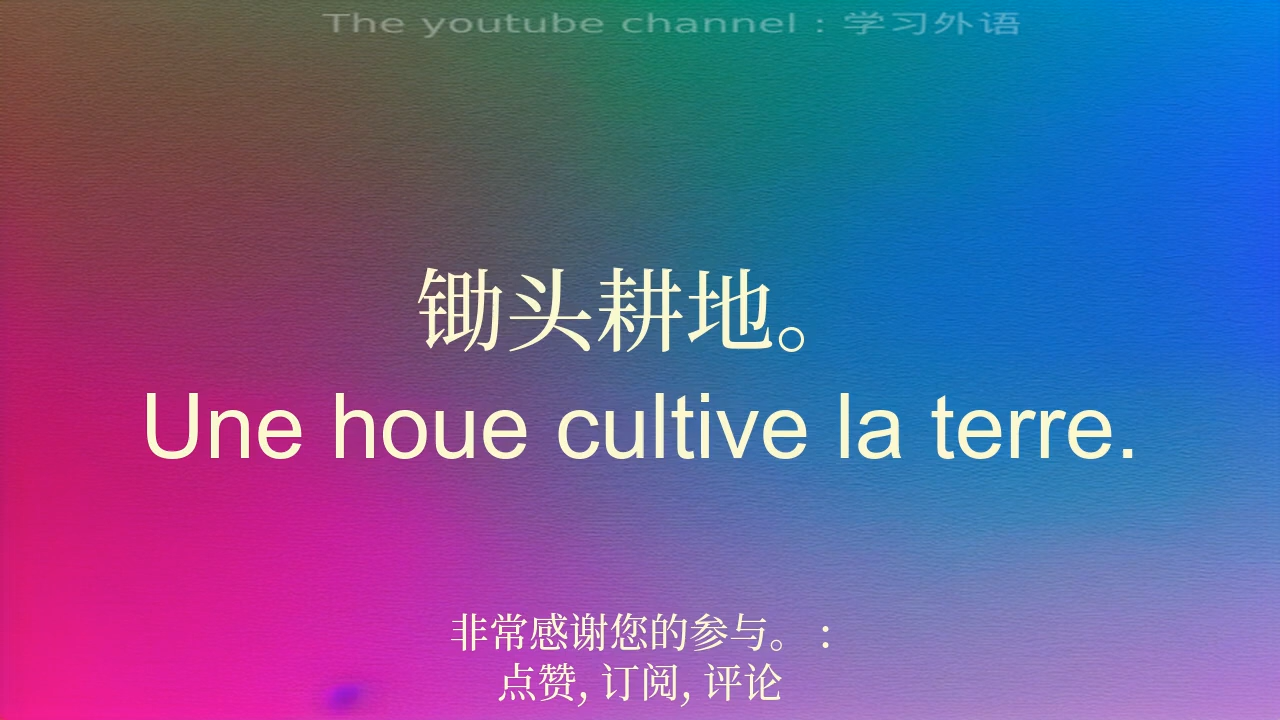 The youtube channel : 学习外语
锄头耕地。
Une houe cultive la terre.
非常感谢您的参与。 :
点赞, 订阅, 评论